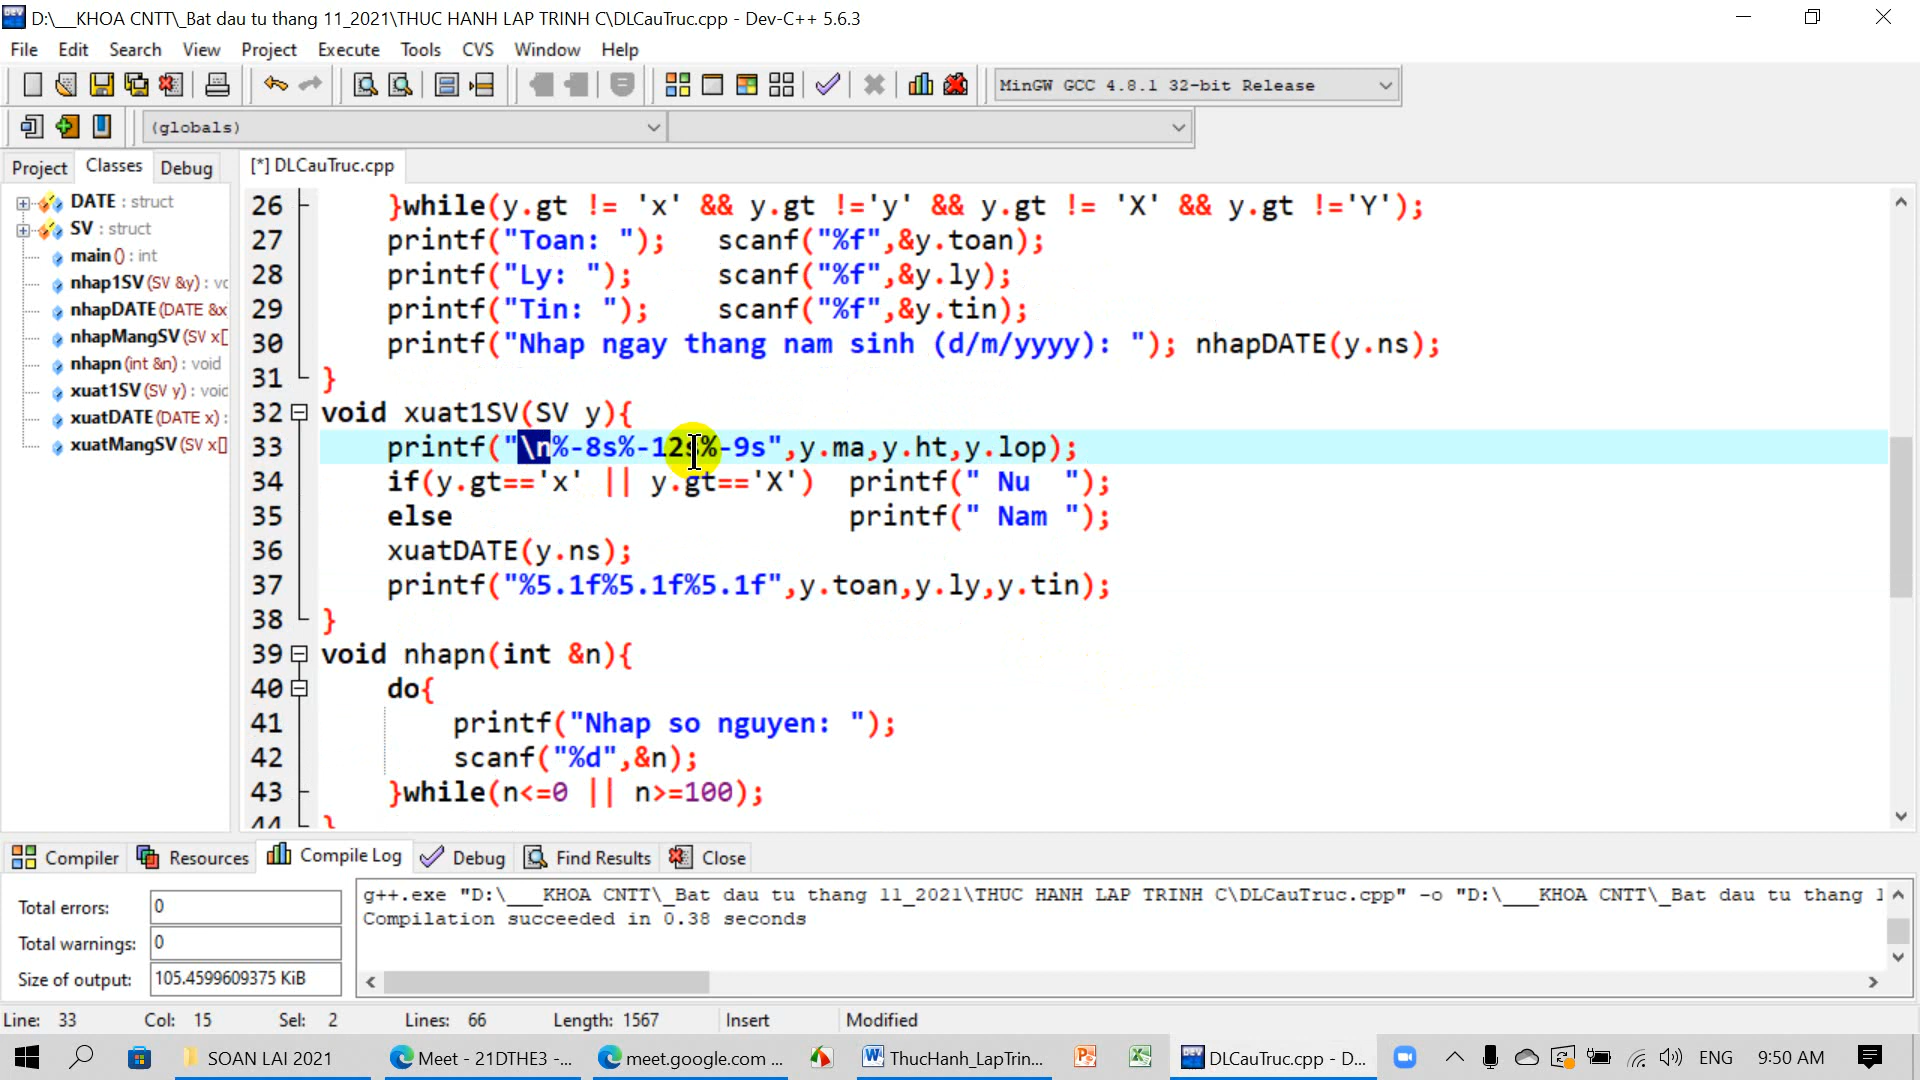 D:\___KHOA CNTT\_Bat dau tu thang 11_2021\THUC HANH LAP TRINH C\DLCauTruc.cpp - Dev-C++ 5.6.3
File Edit Search View Project Execute Tools CVS Window Help
MinGW GCC 4.8.1 32-bit Release
(globals)
Project Classes Debug [*] DLCauTruc.cpp
DATE : struct
SV : struct
main () : int
nhap1SV (SV &y) : vc
nhapDATE (DATE &x
nhapMangSV (SV x[
nhapn (int &n) : void
xuat1SV (SV y) : voic
xuatDATE (DATE x) :
xuatMangSV (SV x[]
26 }while(y.gt != 'x' && y.gt !='y' && y.gt != 'X' && y.gt !='Y');
27 printf("Toan: "); scanf("%f",&y.toan);
28 printf("Ly: "); scanf("%f",&y.ly);
29 printf("Tin: "); scanf("%f",&y.tin);
30 printf("Nhap ngay thang nam sinh (d/m/yyyy): "); nhapDATE(y.ns);
31 }
32 void xuat1SV(SV y){
33 printf("\n%-8s%-12s%-9s",y.ma,y.ht,y.lop);
34 if(y.gt=='x' || y.gt=='X') printf(" Nu  ");
35 else printf(" Nam ");
36 xuatDATE(y.ns);
37 printf("%5.1f%5.1f%5.1f",y.toan,y.ly,y.tin);
38 }
39 void nhapn(int &n){
40 do{
41 printf("Nhap so nguyen: ");
42 scanf("%d",&n);
43 }while(n<=0 || n>=100);
44 }
Compiler Resources Compile Log Debug Find Results Close
Total errors: 0
Total warnings: 0
Size of output: 105.4599609375 KiB
g++.exe "D:\___KHOA CNTT\_Bat dau tu thang 11_2021\THUC HANH LAP TRINH C\DLCauTruc.cpp" -o "D:\___KHOA CNTT\_Bat dau tu thang 1
Compilation succeeded in 0.38 seconds
Line: 33 Col: 15 Sel: 2 Lines: 66 Length: 1567 Insert Modified
SOAN LAI 2021 Meet - 21DTHE3 -... meet.google.com ... ThucHanh_LapTrin... DLCauTruc.cpp - D... ENG 9:50 AM